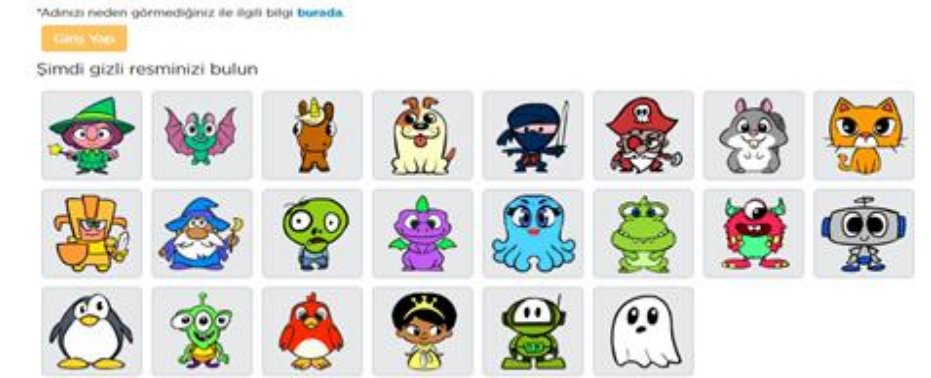 *Adınızı neden görmediğiniz ile ilgili bilgi burada.
Giriş Yap
Şimdi gizli resminizi bulun